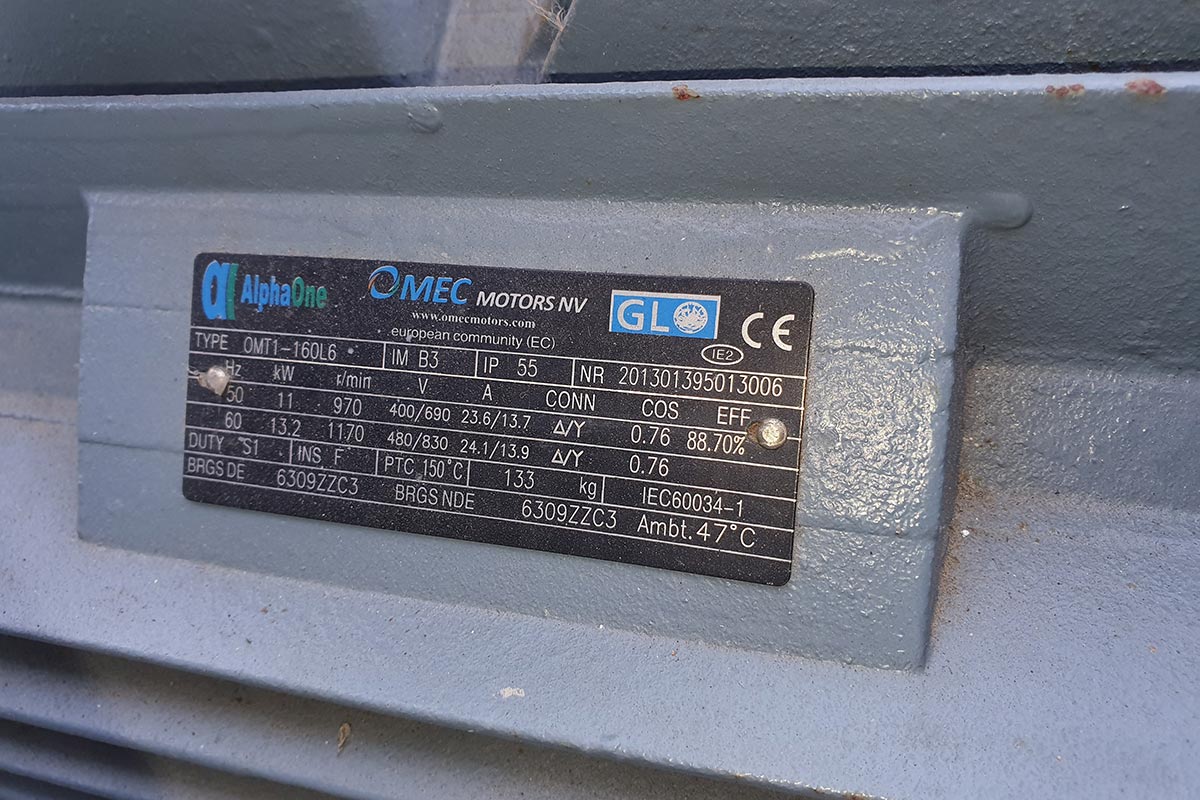 α1 AlphaOne OMEC MOTORS NV GL CE
www.omecmotors.com
european community (EC) IE2
TYPE OMT1-160L6 IM B3 IP 55 NR 201301395013006
Hz kW r/min V A CONN COS EFF
50 11 970 400/690 23.6/13.7 Δ/Y 0.76 88.70%
60 13.2 1170 480/830 24.1/13.9 Δ/Y 0.76
DUTY S1 INS F PTC 150°C 133 kg IEC60034-1
BRGS DE 6309ZZC3 BRGS NDE 6309ZZC3 Ambt. 47°C